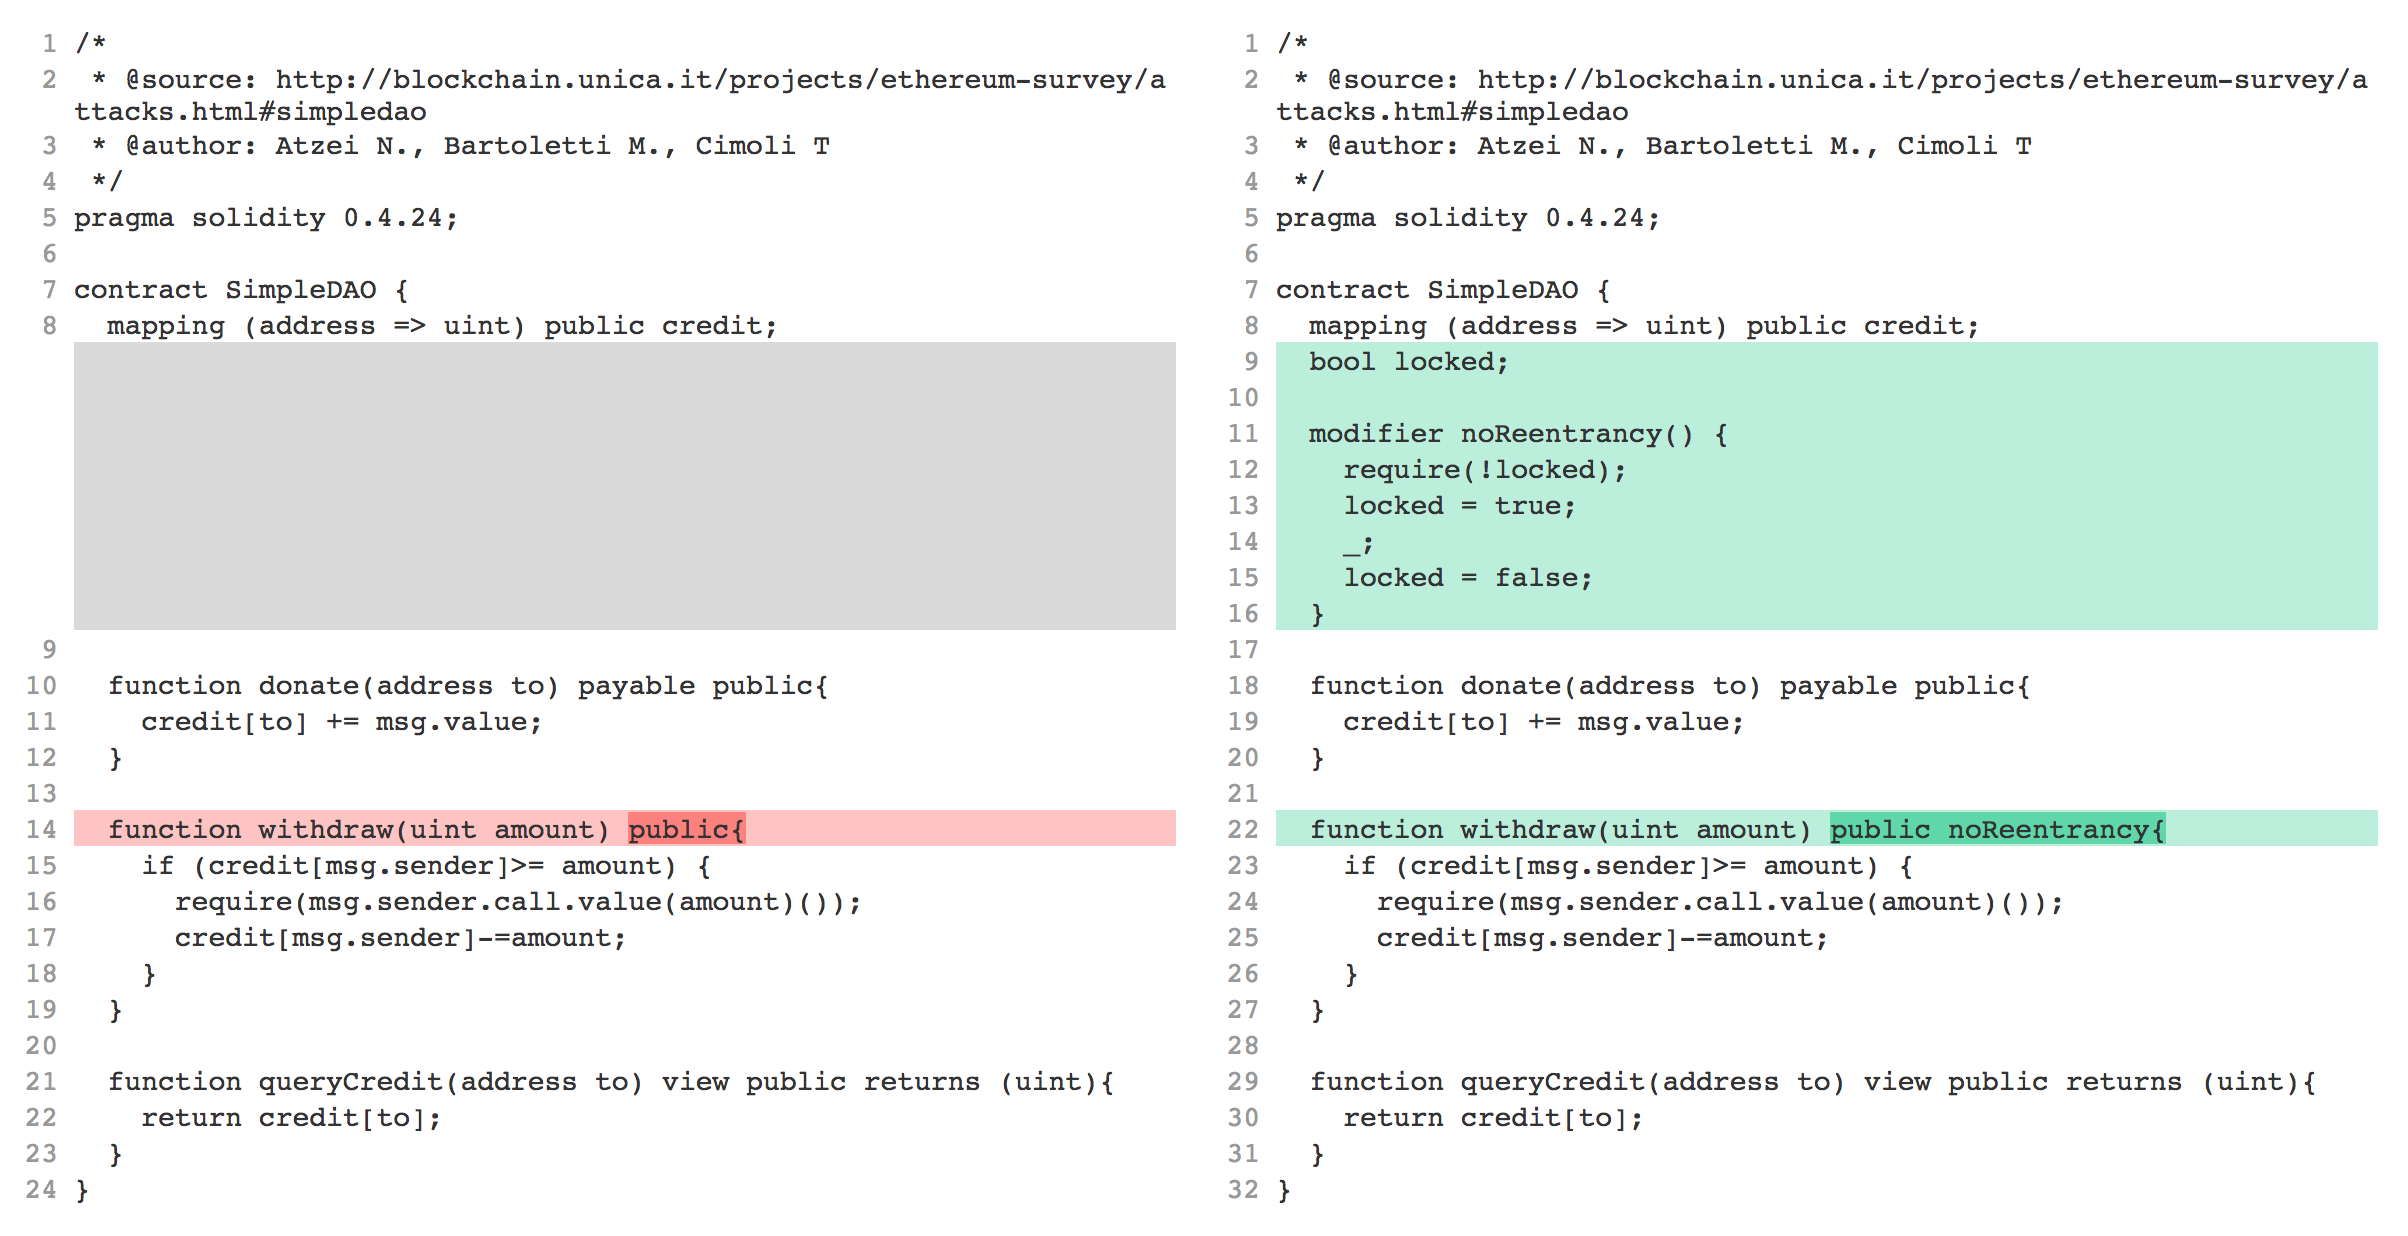 1 /*
2  * @source: http://blockchain.unica.it/projects/ethereum-survey/a
ttacks.html#simpledao
3  * @author: Atzei N., Bartoletti M., Cimoli T
4  */
5 pragma solidity 0.4.24;
6
7 contract SimpleDAO {
8   mapping (address => uint) public credit;
9
10   function donate(address to) payable public{
11     credit[to] += msg.value;
12   }
13
14   function withdraw(uint amount) public{
15     if (credit[msg.sender]>= amount) {
16       require(msg.sender.call.value(amount)());
17       credit[msg.sender]-=amount;
18     }
19   }
20
21   function queryCredit(address to) view public returns (uint){
22     return credit[to];
23   }
24 }
1 /*
2  * @source: http://blockchain.unica.it/projects/ethereum-survey/a
ttacks.html#simpledao
3  * @author: Atzei N., Bartoletti M., Cimoli T
4  */
5 pragma solidity 0.4.24;
6
7 contract SimpleDAO {
8   mapping (address => uint) public credit;
9   bool locked;
10
11   modifier noReentrancy() {
12     require(!locked);
13     locked = true;
14     _;
15     locked = false;
16   }
17
18   function donate(address to) payable public{
19     credit[to] += msg.value;
20   }
21
22   function withdraw(uint amount) public noReentrancy{
23     if (credit[msg.sender]>= amount) {
24       require(msg.sender.call.value(amount)());
25       credit[msg.sender]-=amount;
26     }
27   }
28
29   function queryCredit(address to) view public returns (uint){
30     return credit[to];
31   }
32 }